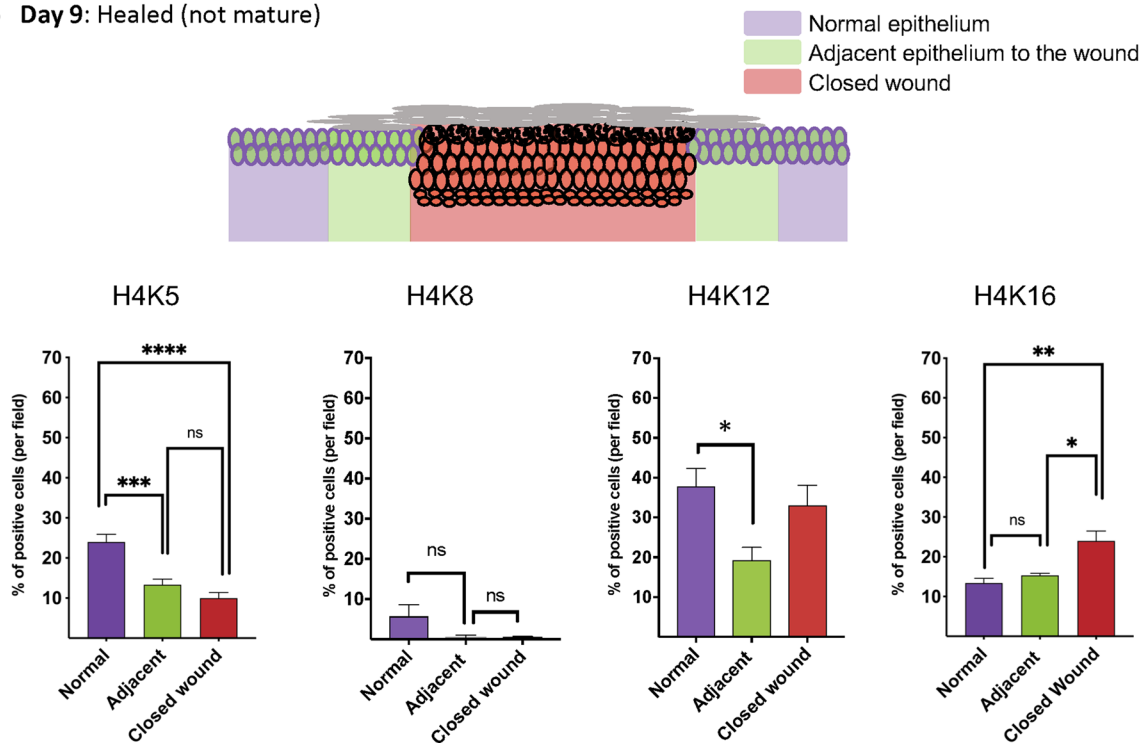 Day 9: Healed (not mature)
Normal epithelium
Adjacent epithelium to the wound
Closed wound
H4K5
H4K8
H4K12
H4K16
% of positive cells (per field)
70
60
50
40
30
20
10
****
***
ns
Normal
Adjacent
Closed wound
% of positive cells (per field)
70
60
50
40
30
20
10
ns
ns
Normal
Adjacent
Closed wound
% of positive cells (per field)
70
60
50
40
30
20
10
*
Normal
Adjacent
Closed wound
% of positive cells (per field)
70
60
50
40
30
20
10
**
*
ns
Normal
Adjacent
Closed Wound